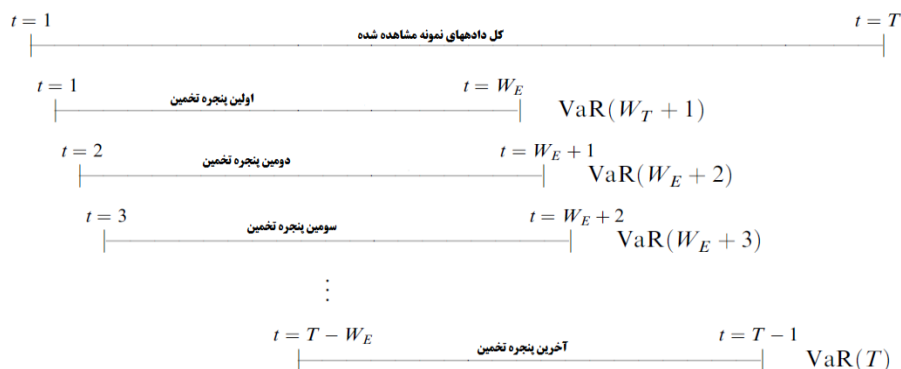 t = 1 t = T
کل دادههای نمونه مشاهده شده
t = 1 t = W_E
اولین پنجره تخمین VaR(W_T + 1)
t = 2 t = W_E + 1
دومین پنجره تخمین VaR(W_E + 2)
t = 3 t = W_E + 2
سومین پنجره تخمین VaR(W_E + 3)
⋮
t = T − W_E t = T − 1
آخرین پنجره تخمین VaR(T)